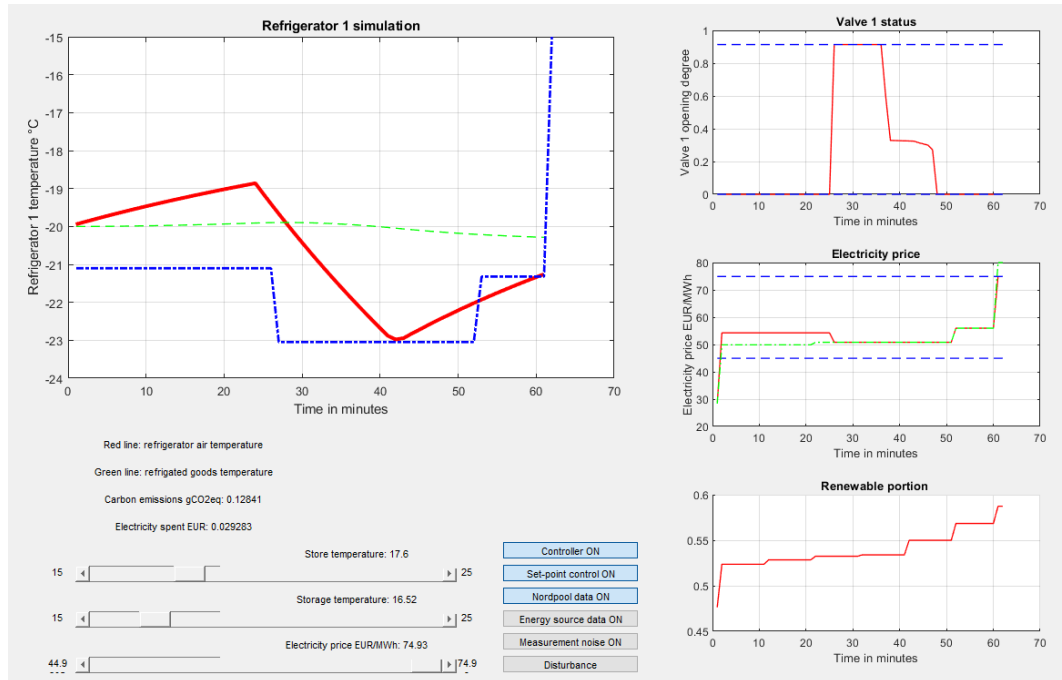 Refrigerator 1 simulation
-15
-16
-17
-18
-19
-20
-21
-22
-23
-24
0
10
20
30
40
50
60
70
Refrigerator 1 temperature °C
Time in minutes
Valve 1 status
1
0.8
0.6
0.4
0.2
0
0
10
20
30
40
50
60
70
Valve 1 opening degree
Time in minutes
Electricity price
80
70
60
50
40
30
20
0
10
20
30
40
50
60
70
Electricity price EUR/MWh
Time in minutes
Renewable portion
0.6
0.55
0.5
0.45
0
10
20
30
40
50
60
70
Time in minutes
Red line: refrigerator air temperature
Green line: refrigated goods temperature
Carbon emissions gCO2eq: 0.12841
Electricity spent EUR: 0.029283
Store temperature: 17.6
15
25
Storage temperature: 16.52
15
25
Electricity price EUR/MWh: 74.93
44.9
74.9
Controller ON
Set-point control ON
Nordpool data ON
Energy source data ON
Measurement noise ON
Disturbance